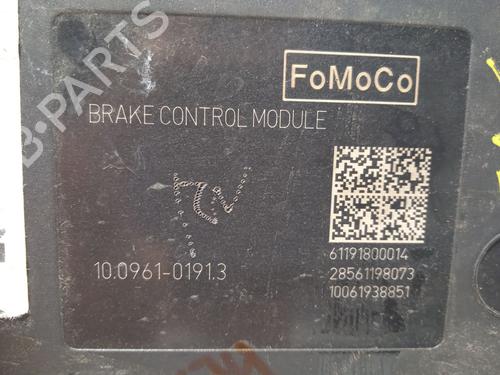 B-PARTS
FoMoCo
BRAKE CONTROL MODULE
61191800014
10.0961-0191.3
28561198073
10061938851